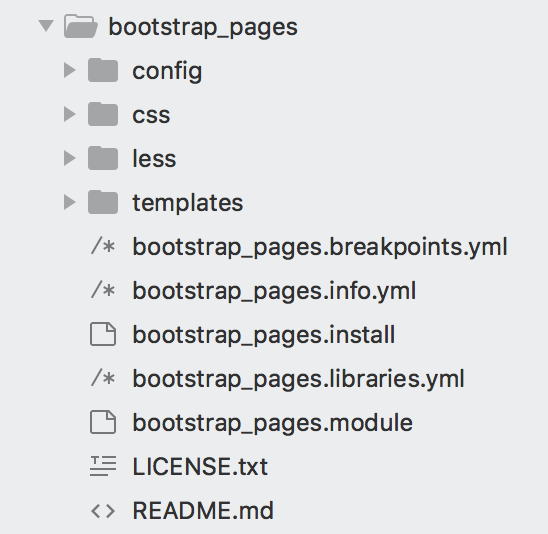 bootstrap_pages
config
css
less
templates
/* bootstrap_pages.breakpoints.yml
/* bootstrap_pages.info.yml
bootstrap_pages.install
/* bootstrap_pages.libraries.yml
bootstrap_pages.module
LICENSE.txt
<> README.md